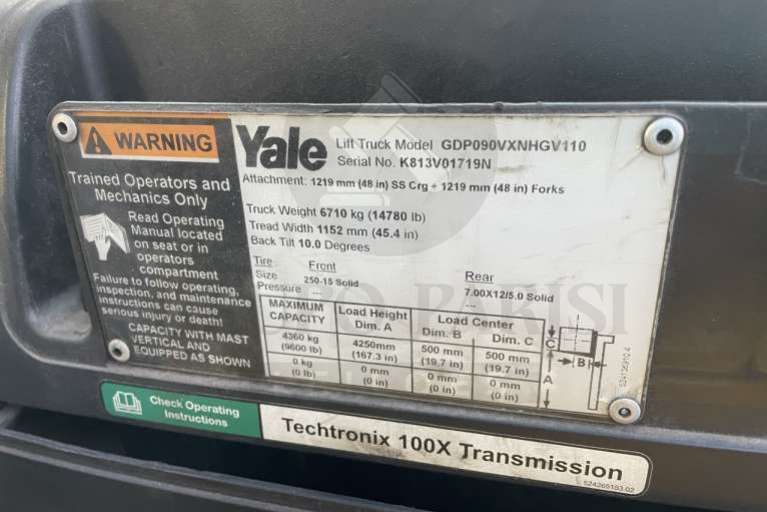 WARNING
Trained Operators and
Mechanics Only
Read Operating
Manual located
on seat or in
operators
compartment
Failure to follow operating,
inspection, and maintenance
instructions can cause
serious injury or death!
CAPACITY WITH MAST
VERTICAL AND
EQUIPPED AS SHOWN
Yale Lift Truck Model GDP090VXNHGV110
Serial No. K813V01719N
Attachment: 1219 mm (48 in) SS Crg + 1219 mm (48 in) Forks
Truck Weight 6710 kg (14780 lb)
Tread Width 1152 mm (45.4 in)
Back Tilt 10.0 Degrees
Tire Front Rear
Size 250-15 Solid 7.00X12/5.0 Solid
Pressure --- ---
MAXIMUM CAPACITY Load Height Dim. A Load Center Dim. B Dim. C
4360 kg (9600 lb) 4250mm (167.3 in) 500 mm (19.7 in) 500 mm (19.7 in)
0 kg (0 lb) 0 mm (0 in) 0 mm (0 in) 0 mm (0 in)
C
B
A
Check Operating
Instructions
Techtronix 100X Transmission